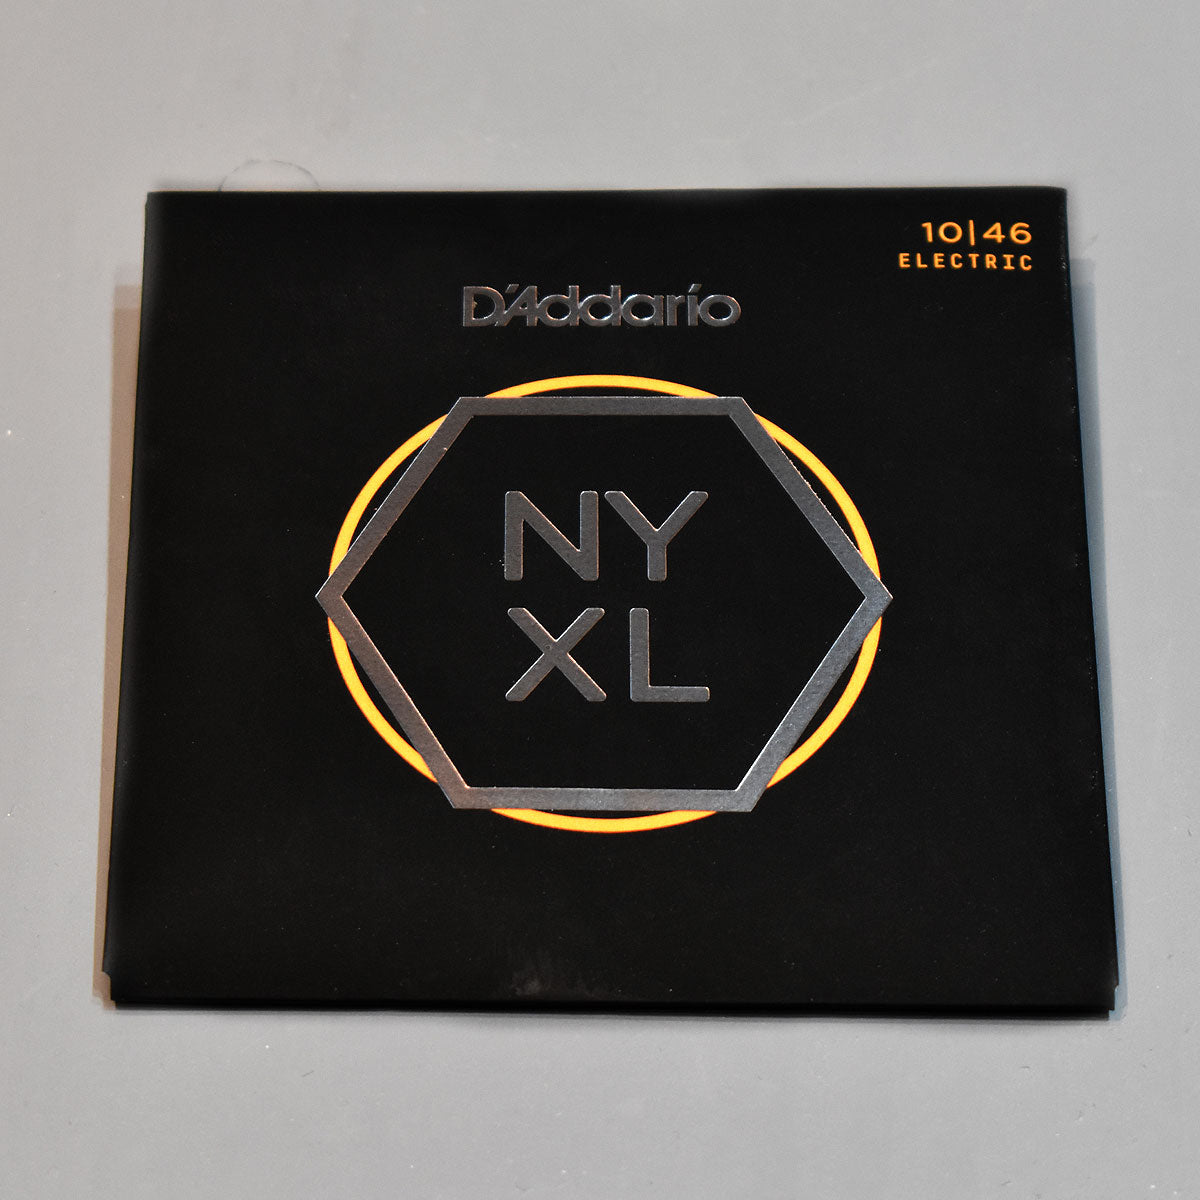 10|46
ELECTRIC
D'Addario
NY
XL